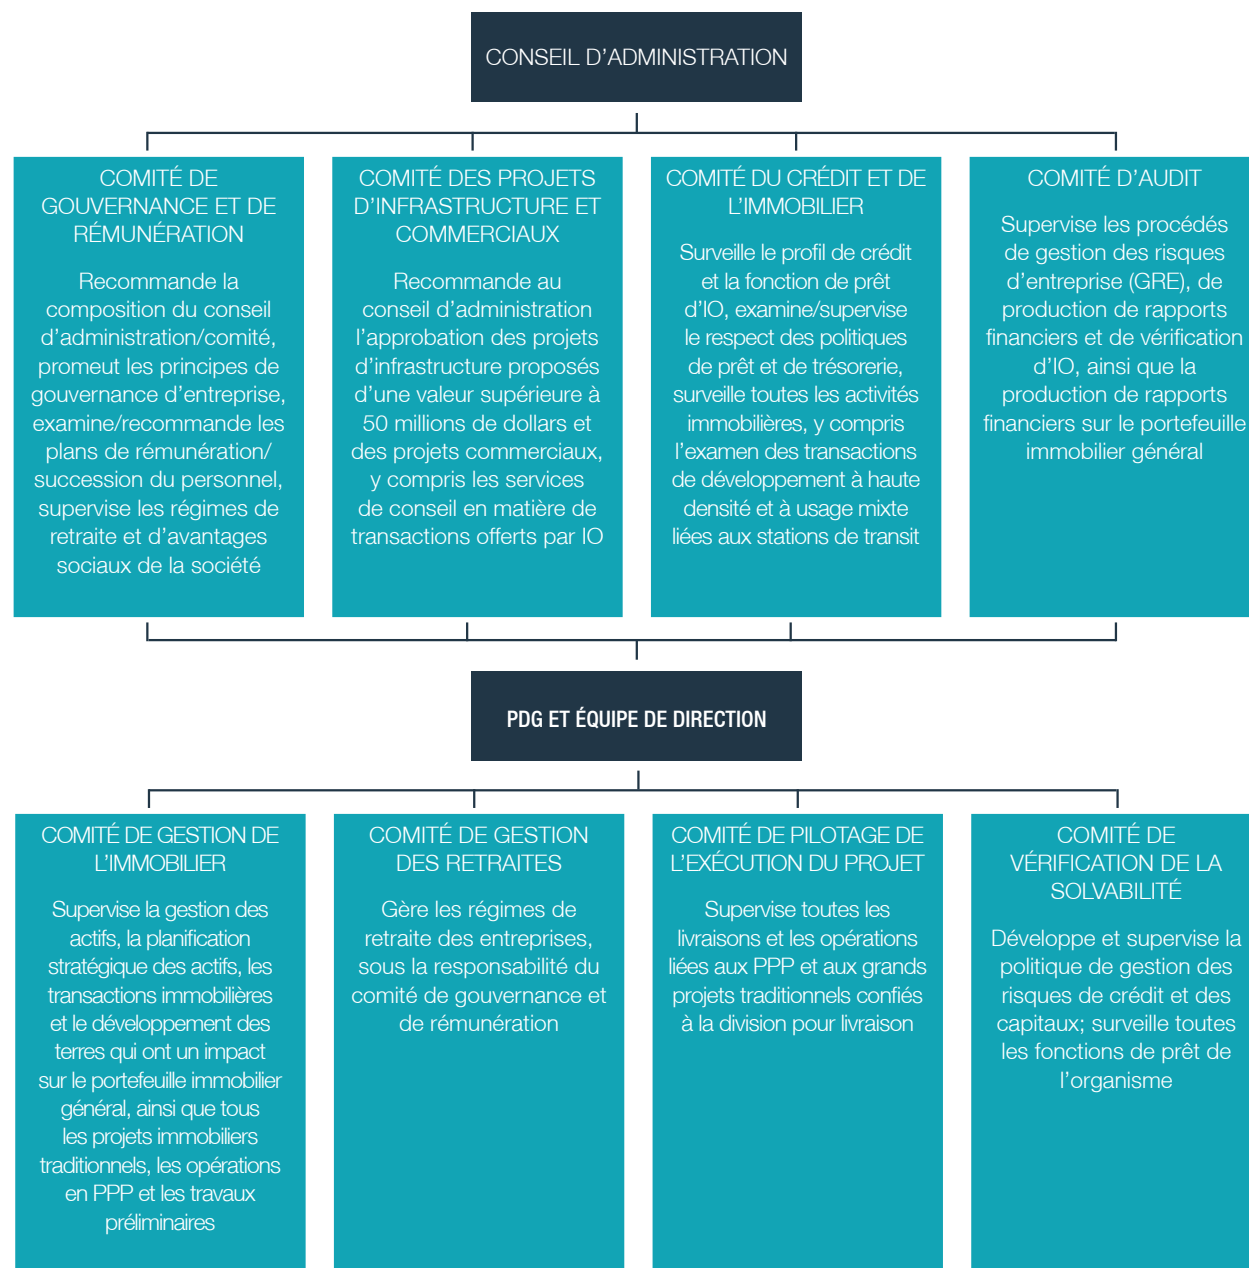 CONSEIL D’ADMINISTRATION
COMITÉ DE
GOUVERNANCE ET DE
RÉMUNÉRATION
Recommande la
composition du conseil
d’administration/comité,
promeut les principes de
gouvernance d’entreprise,
examine/recommande les
plans de rémunération/
succession du personnel,
supervise les régimes de
retraite et d’avantages
sociaux de la société
COMITÉ DES PROJETS
D’INFRASTRUCTURE ET
COMMERCIAUX
Recommande au
conseil d’administration
l’approbation des projets
d’infrastructure proposés
d’une valeur supérieure à
50 millions de dollars et
des projets commerciaux,
y compris les services
de conseil en matière de
transactions offerts par IO
COMITÉ DU CRÉDIT ET DE
L’IMMOBILIER
Surveille le profil de crédit
et la fonction de prêt
d’IO, examine/supervise
le respect des politiques
de prêt et de trésorerie,
surveille toutes les activités
immobilières, y compris
l’examen des transactions
de développement à haute
densité et à usage mixte
liées aux stations de transit
COMITÉ D’AUDIT
Supervise les procédés
de gestion des risques
d’entreprise (GRE), de
production de rapports
financiers et de vérification
d’IO, ainsi que la
production de rapports
financiers sur le portefeuille
immobilier général
PDG ET ÉQUIPE DE DIRECTION
COMITÉ DE GESTION DE
L’IMMOBILIER
Supervise la gestion des
actifs, la planification
stratégique des actifs, les
transactions immobilières
et le développement des
terres qui ont un impact
sur le portefeuille immobilier
général, ainsi que tous
les projets immobiliers
traditionnels, les opérations
en PPP et les travaux
préliminaires
COMITÉ DE GESTION
DES RETRAITES
Gère les régimes de
retraite des entreprises,
sous la responsabilité du
comité de gouvernance et
de rémunération
COMITÉ DE PILOTAGE DE
L’EXÉCUTION DU PROJET
Supervise toutes les
livraisons et les opérations
liées aux PPP et aux grands
projets traditionnels confiés
à la division pour livraison
COMITÉ DE
VÉRIFICATION DE LA
SOLVABILITÉ
Développe et supervise la
politique de gestion des
risques de crédit et des
capitaux; surveille toutes
les fonctions de prêt de
l’organisme